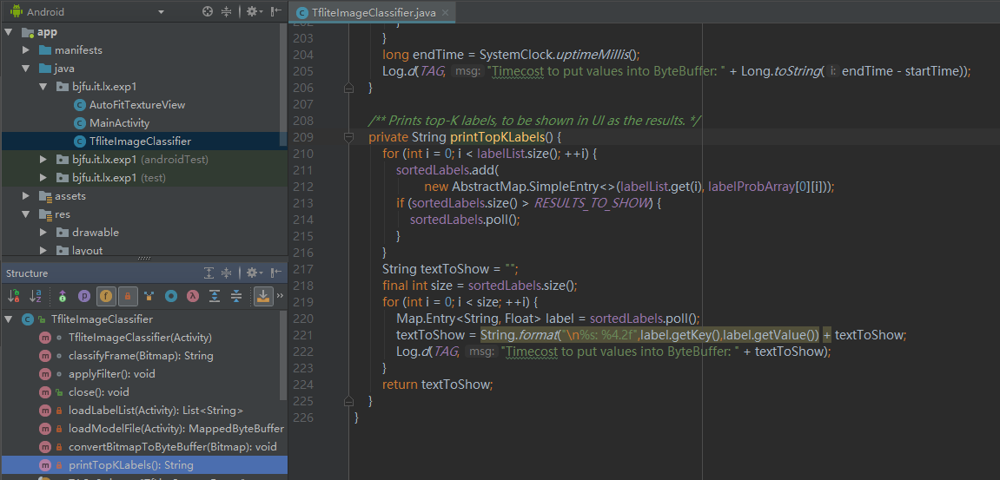 Android
app
manifests
java
bjfu.it.lx.exp1
AutoFitTextureView
MainActivity
TfliteImageClassifier
bjfu.it.lx.exp1 (androidTest)
bjfu.it.lx.exp1 (test)
assets
res
drawable
layout
Structure
TfliteImageClassifier
TfliteImageClassifier(Activity)
classifyFrame(Bitmap): String
applyFilter(): void
close(): void
loadLabelList(Activity): List<String>
loadModelFile(Activity): MappedByteBuffer
convertBitmapToByteBuffer(Bitmap): void
printTopKLabels(): String
TfliteImageClassifier.java
202 }
203 }
204 long endTime = SystemClock.uptimeMillis();
205 Log.d(TAG, msg: "Timecost to put values into ByteBuffer: " + Long.toString( i: endTime - startTime));
206 }
207
208 /** Prints top-K labels, to be shown in UI as the results. */
209 private String printTopKLabels() {
210 for (int i = 0; i < labelList.size(); ++i) {
211 sortedLabels.add(
212 new AbstractMap.SimpleEntry<>(labelList.get(i), labelProbArray[0][i]));
213 if (sortedLabels.size() > RESULTS_TO_SHOW) {
214 sortedLabels.poll();
215 }
216 }
217 String textToShow = "";
218 final int size = sortedLabels.size();
219 for (int i = 0; i < size; ++i) {
220 Map.Entry<String, Float> label = sortedLabels.poll();
221 textToShow = String.format("\n%s: %4.2f",label.getKey(),label.getValue()) + textToShow;
222 Log.d(TAG, msg: "Timecost to put values into ByteBuffer: " + textToShow);
223 }
224 return textToShow;
225 }
226 }